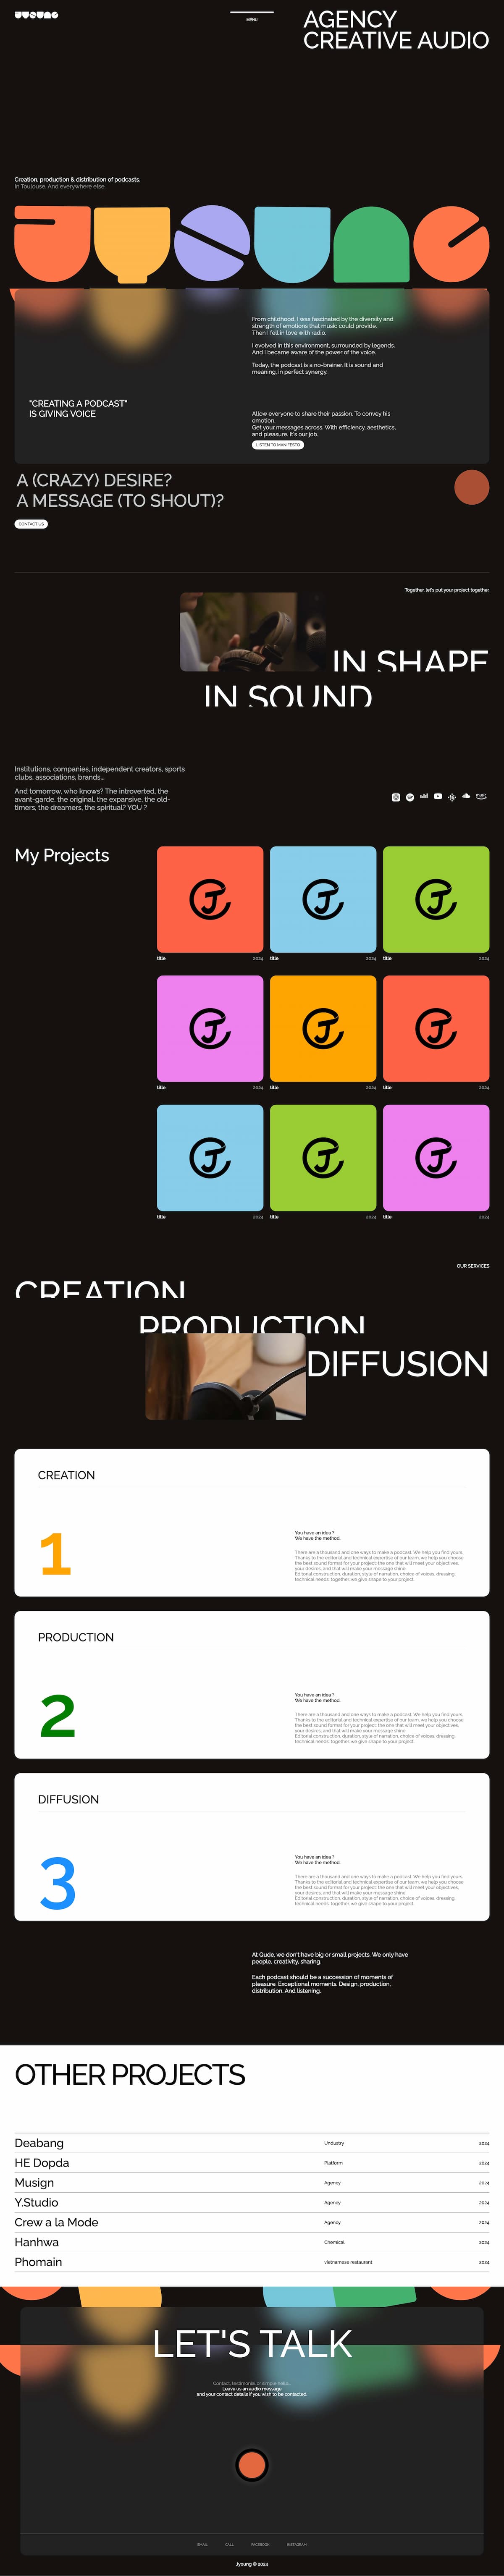 JYSUNG
MENU
AGENCY
CREATIVE AUDIO
Creation, production & distribution of podcasts.
In Toulouse. And everywhere else.
From childhood, I was fascinated by the diversity and
strength of emotions that music could provide.
Then I fell in love with radio.
I evolved in this environment, surrounded by legends.
And I became aware of the power of the voice.
Today, the podcast is a no-brainer. It is sound and
meaning, in perfect synergy.
"CREATING A PODCAST"
IS GIVING VOICE
Allow everyone to share their passion. To convey his
emotion.
Get your messages across. With efficiency, aesthetics,
and pleasure. It's our job.
LISTEN TO MANIFESTO
A (CRAZY) DESIRE?
A MESSAGE (TO SHOUT)?
CONTACT US
Together, let's put your project together.
IN SHAPE
IN SOUND
Institutions, companies, independent creators, sports
clubs, associations, brands...
And tomorrow, who knows? The introverted, the
avant-garde, the original, the expansive, the old-
timers, the dreamers, the spiritual? YOU ?
My Projects
title 2024 title 2024 title 2024
title 2024 title 2024 title 2024
title 2024 title 2024 title 2024
OUR SERVICES
CREATION
PRODUCTION
DIFFUSION
CREATION
1
You have an idea ?
We have the method.
There are a thousand and one ways to make a podcast. We help you find yours.
Thanks to the editorial and technical expertise of our team, we help you choose
the best sound format for your project: the one that will meet your objectives,
your desires, and that will make your message shine.
Editorial construction, duration, style of narration, choice of voices, dressing,
technical needs: together, we give shape to your project.
PRODUCTION
2
You have an idea ?
We have the method.
There are a thousand and one ways to make a podcast. We help you find yours.
Thanks to the editorial and technical expertise of our team, we help you choose
the best sound format for your project: the one that will meet your objectives,
your desires, and that will make your message shine.
Editorial construction, duration, style of narration, choice of voices, dressing,
technical needs: together, we give shape to your project.
DIFFUSION
3
You have an idea ?
We have the method.
There are a thousand and one ways to make a podcast. We help you find yours.
Thanks to the editorial and technical expertise of our team, we help you choose
the best sound format for your project: the one that will meet your objectives,
your desires, and that will make your message shine.
Editorial construction, duration, style of narration, choice of voices, dressing,
technical needs: together, we give shape to your project.
At Qude, we don't have big or small projects. We only have
people, creativity, sharing.
Each podcast should be a succession of moments of
pleasure. Exceptional moments. Design, production,
distribution. And listening.
OTHER PROJECTS
Deabang Undustry 2024
HE Dopda Platform 2024
Musign Agency 2024
Y.Studio Agency 2024
Crew a la Mode Agency 2024
Hanhwa Chemical 2024
Phomain vietnamese restaurant 2024
LET'S TALK
Contact, testimonial or simple hello...
Leave us an audio message
and your contact details if you wish to be contacted.
EMAIL CALL FACEBOOK INSTAGRAM
Jysung © 2024